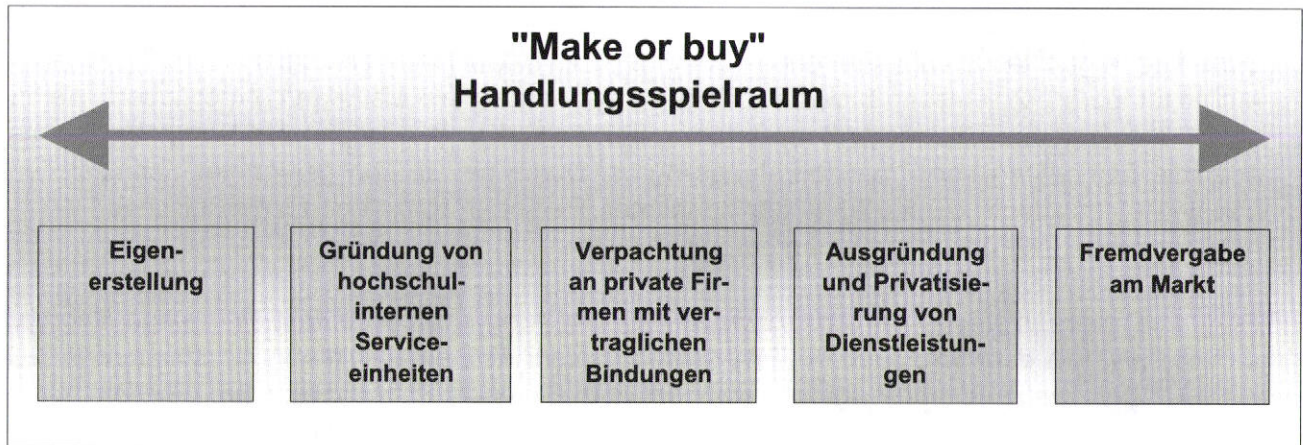 "Make or buy"
Handlungsspielraum
Eigen-
erstellung
Gründung von
hochschul-
internen
Service-
einheiten
Verpachtung
an private Fir-
men mit ver-
traglichen
Bindungen
Ausgründung
und Privatisie-
rung von
Dienstleistun-
gen
Fremdvergabe
am Markt